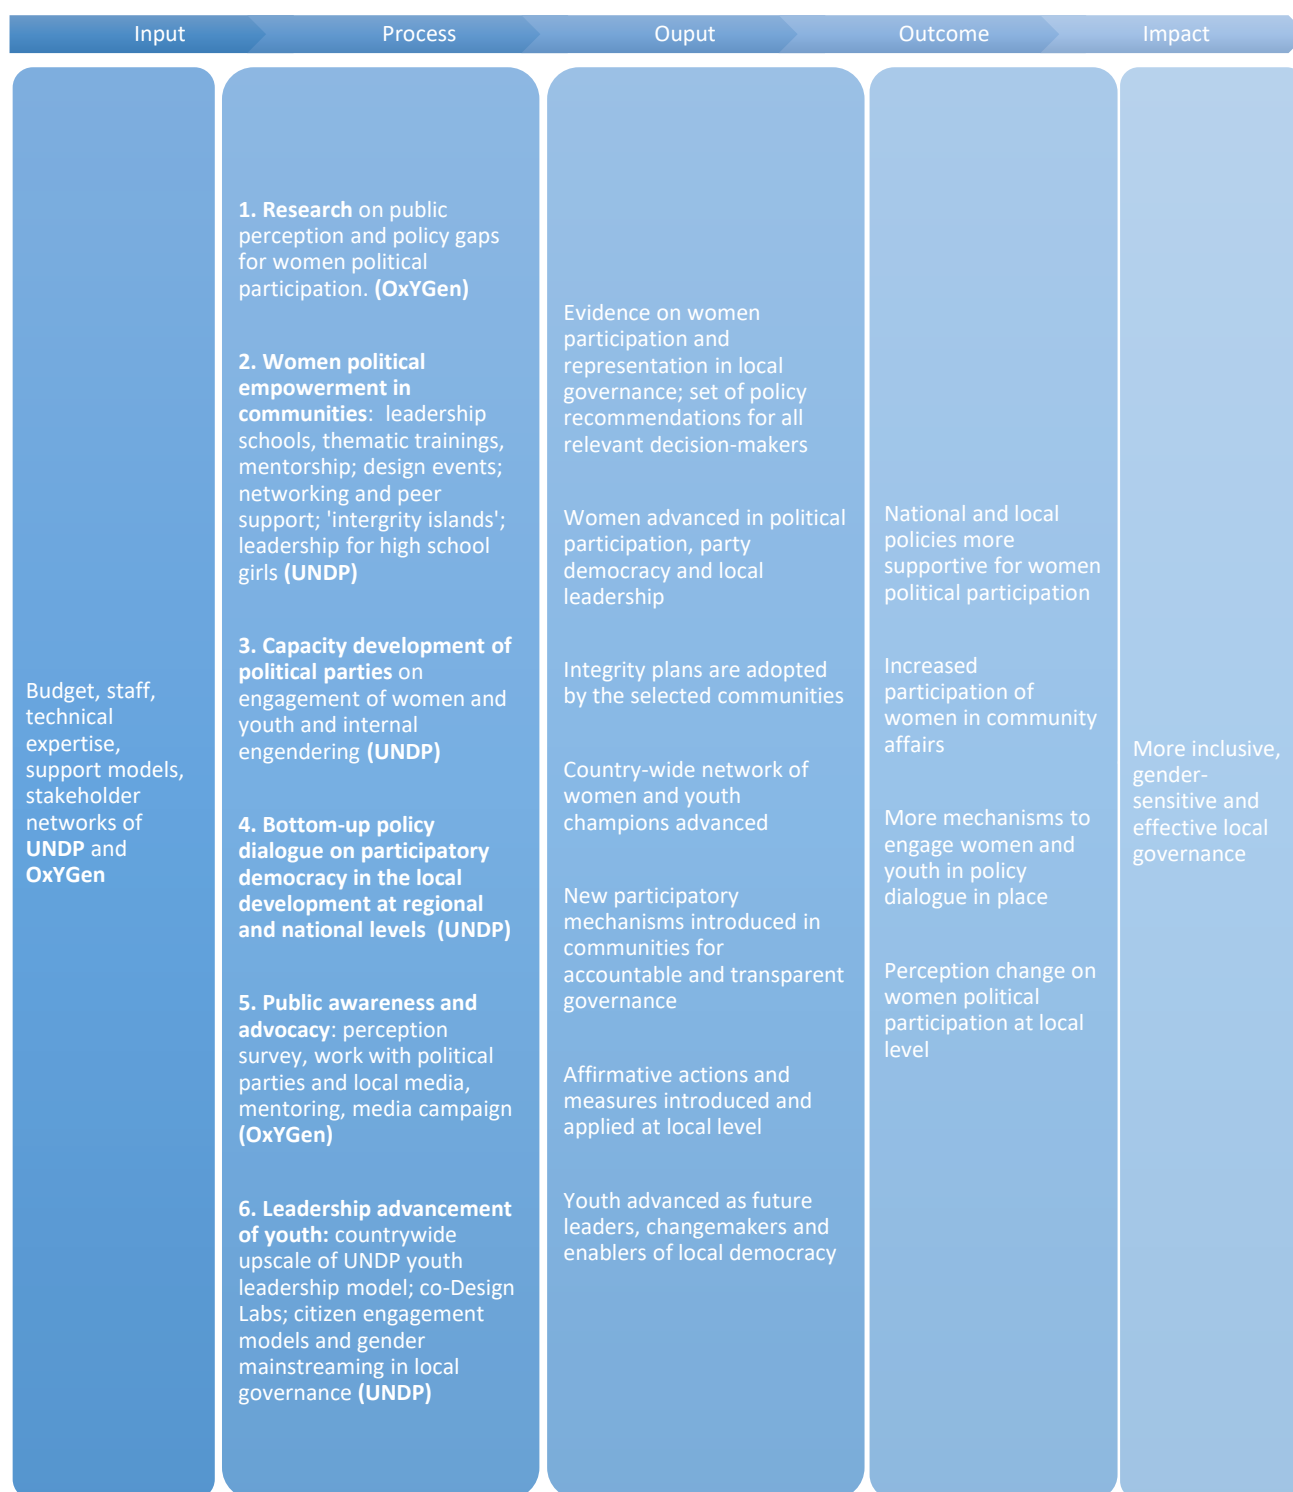 Input
Process
Ouput
Outcome
Impact
Budget, staff,
technical
expertise,
support models,
stakeholder
networks of
UNDP and
OxYGen
1. Research on public
perception and policy gaps
for women political
participation. (OxYGen)
2. Women political
empowerment in
communities:  leadership
schools, thematic trainings,
mentorship; design events;
networking and peer
support; 'intergrity islands';
leadership for high school
girls (UNDP)
3. Capacity development of
political parties on
engagement of women and
youth and internal
engendering (UNDP)
4. Bottom-up policy
dialogue on participatory
democracy in the local
development at regional
and national levels  (UNDP)
5. Public awareness and
advocacy: perception
survey, work with political
parties and local media,
mentoring, media campaign
(OxYGen)
6. Leadership advancement
of youth: countrywide
upscale of UNDP youth
leadership model; co-Design
Labs; citizen engagement
models and gender
mainstreaming in local
governance (UNDP)
Evidence on women
participation and
representation in local
governance; set of policy
recommendations for all
relevant decision-makers
Women advanced in political
participation, party
democracy and local
leadership
Integrity plans are adopted
by the selected communities
Country-wide network of
women and youth
champions advanced
New participatory
mechanisms introduced in
communities for
accountable and transparent
governance
Affirmative actions and
measures introduced and
applied at local level
Youth advanced as future
leaders, changemakers and
enablers of local democracy
National and local
policies more
supportive for women
political participation
Increased
participation of
women in community
affairs
More mechanisms to
engage women and
youth in policy
dialogue in place
Perception change on
women political
participation at local
level
More inclusive,
gender-
sensitive and
effective local
governance